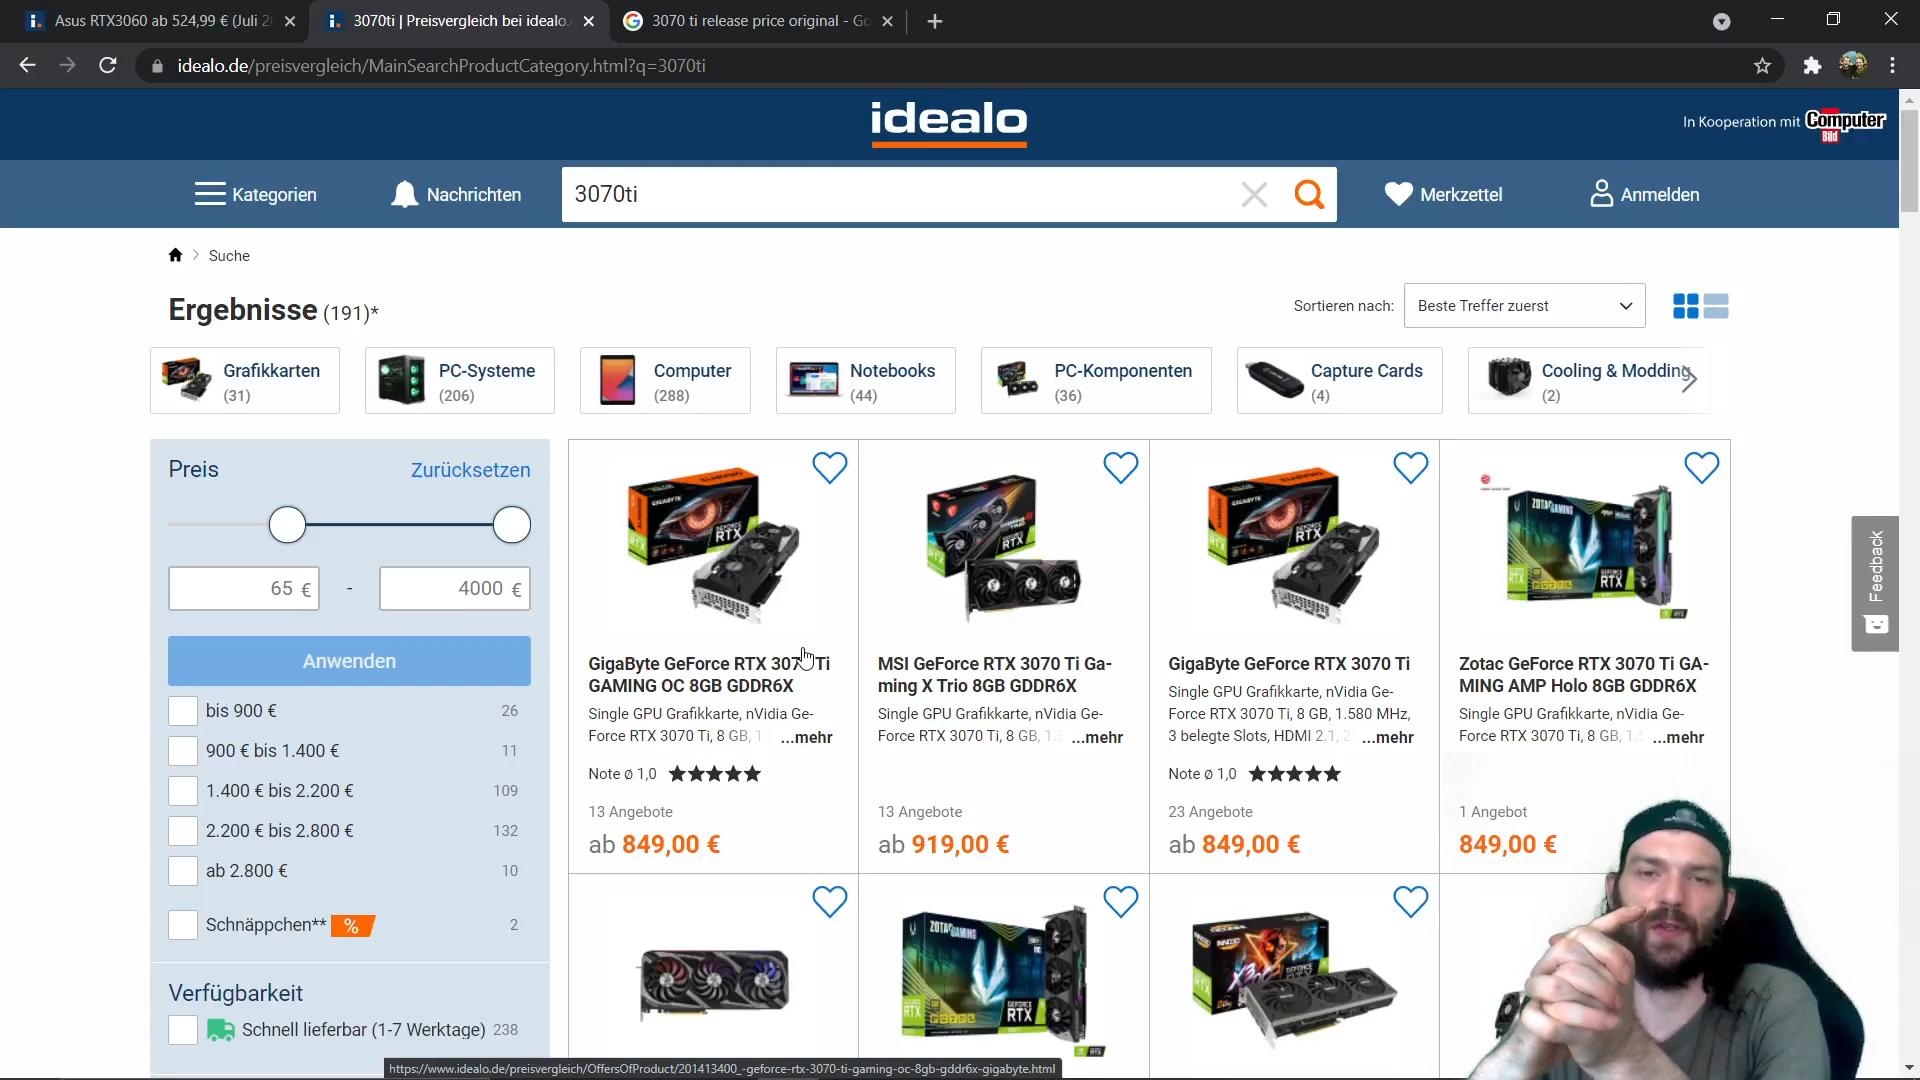 Asus RTX3060 ab 524,99 € (Juli 2
3070ti | Preisvergleich bei idealo.
3070 ti release price original - Go
idealo.de/preisvergleich/MainSearchProductCategory.html?q=3070ti
idealo
In Kooperation mit Computer Bild
Kategorien
Nachrichten
3070ti
Merkzettel
Anmelden
Suche
Ergebnisse (191)*
Sortieren nach:
Beste Treffer zuerst
Grafikkarten
(31)
PC-Systeme
(206)
Computer
(288)
Notebooks
(44)
PC-Komponenten
(36)
Capture Cards
(4)
Cooling & Modding
(2)
Preis
Zurücksetzen
65 €
-
4000 €
Anwenden
bis 900 € 26
900 € bis 1.400 € 11
1.400 € bis 2.200 € 109
2.200 € bis 2.800 € 132
ab 2.800 € 10
Schnäppchen** % 2
Verfügbarkeit
Schnell lieferbar (1-7 Werktage) 238
GigaByte GeForce RTX 3070 Ti
GAMING OC 8GB GDDR6X
Single GPU Grafikkarte, nVidia Ge-
Force RTX 3070 Ti, 8 GB, 1. ...mehr
Note ø 1,0
13 Angebote
ab 849,00 €
MSI GeForce RTX 3070 Ti Ga-
ming X Trio 8GB GDDR6X
Single GPU Grafikkarte, nVidia Ge-
Force RTX 3070 Ti, 8 GB, 1.5 ...mehr
13 Angebote
ab 919,00 €
GigaByte GeForce RTX 3070 Ti
Single GPU Grafikkarte, nVidia Ge-
Force RTX 3070 Ti, 8 GB, 1.580 MHz,
3 belegte Slots, HDMI 2.1, 2 ...mehr
Note ø 1,0
23 Angebote
ab 849,00 €
Zotac GeForce RTX 3070 Ti GA-
MING AMP Holo 8GB GDDR6X
Single GPU Grafikkarte, nVidia Ge-
Force RTX 3070 Ti, 8 GB, 1.5 ...mehr
1 Angebot
849,00 €
Feedback
https://www.idealo.de/preisvergleich/OffersOfProduct/201413400_-geforce-rtx-3070-ti-gaming-oc-8gb-gddr6x-gigabyte.html